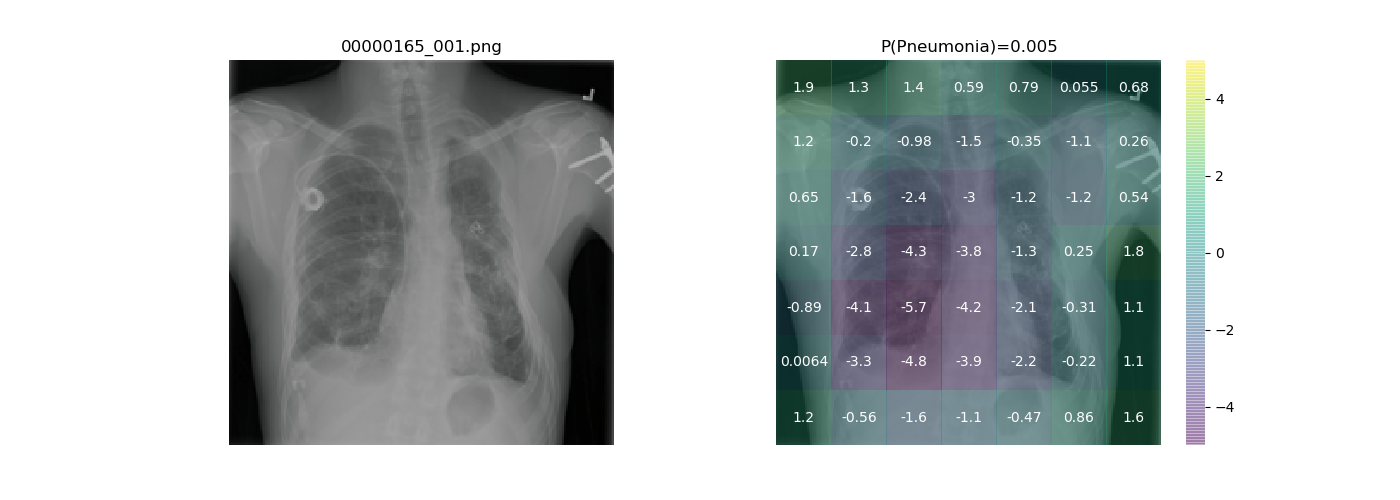 00000165_001.png
P(Pneumonia)=0.005
L
L
1.9 1.3 1.4 0.59 0.79 0.055 0.68
1.2 -0.2 -0.98 -1.5 -0.35 -1.1 0.26
0.65 -1.6 -2.4 -3 -1.2 -1.2 0.54
0.17 -2.8 -4.3 -3.8 -1.3 0.25 1.8
-0.89 -4.1 -5.7 -4.2 -2.1 -0.31 1.1
0.0064 -3.3 -4.8 -3.9 -2.2 -0.22 1.1
1.2 -0.56 -1.6 -1.1 -0.47 0.86 1.6
4
2
0
−2
−4